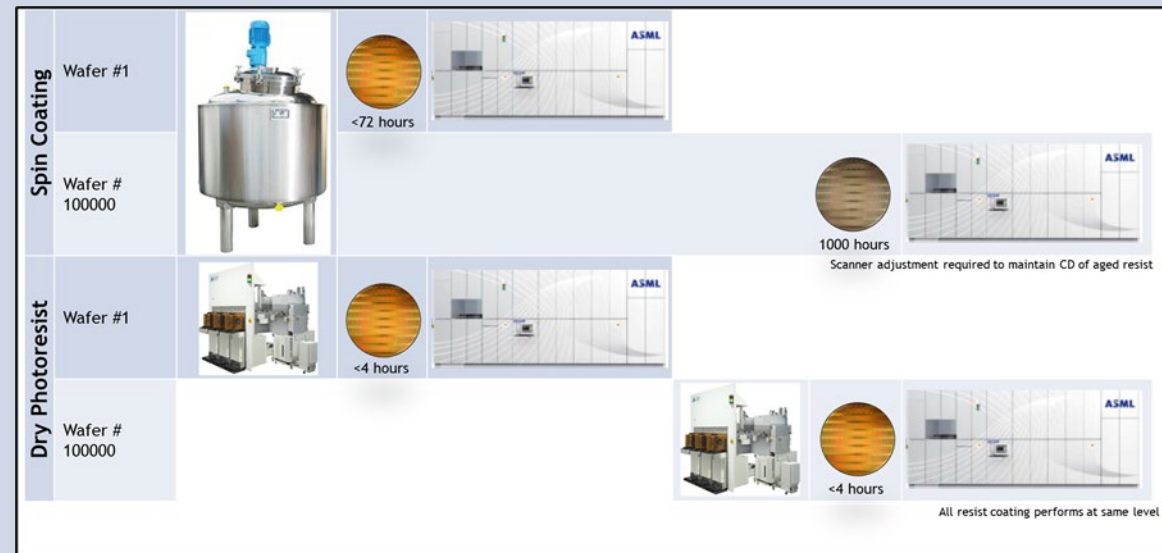 Spin Coating
Wafer #1
<72 hours
ASML
Wafer #
100000
1000 hours
ASML
Scanner adjustment required to maintain CD of aged resist
Dry Photoresist
Wafer #1
<4 hours
ASML
Wafer #
100000
<4 hours
ASML
All resist coating performs at same level